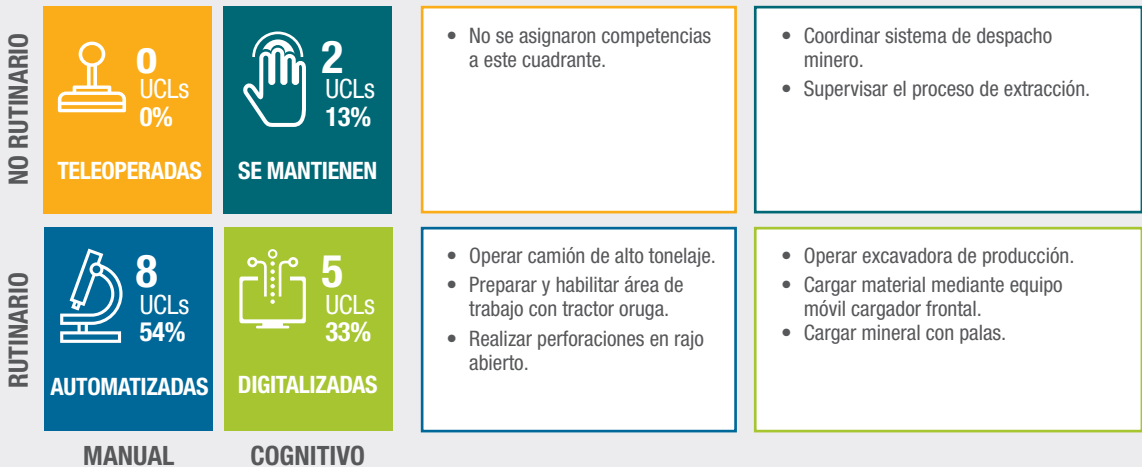 NO RUTINARIO
0
UCLs
0%
TELEOPERADAS
2
UCLs
13%
SE MANTIENEN
• No se asignaron competencias
a este cuadrante.
• Coordinar sistema de despacho
minero.
• Supervisar el proceso de extracción.
RUTINARIO
8
UCLs
54%
AUTOMATIZADAS
5
UCLs
33%
DIGITALIZADAS
• Operar camión de alto tonelaje.
• Preparar y habilitar área de
trabajo con tractor oruga.
• Realizar perforaciones en rajo
abierto.
• Operar excavadora de producción.
• Cargar material mediante equipo
móvil cargador frontal.
• Cargar mineral con palas.
MANUAL
COGNITIVO